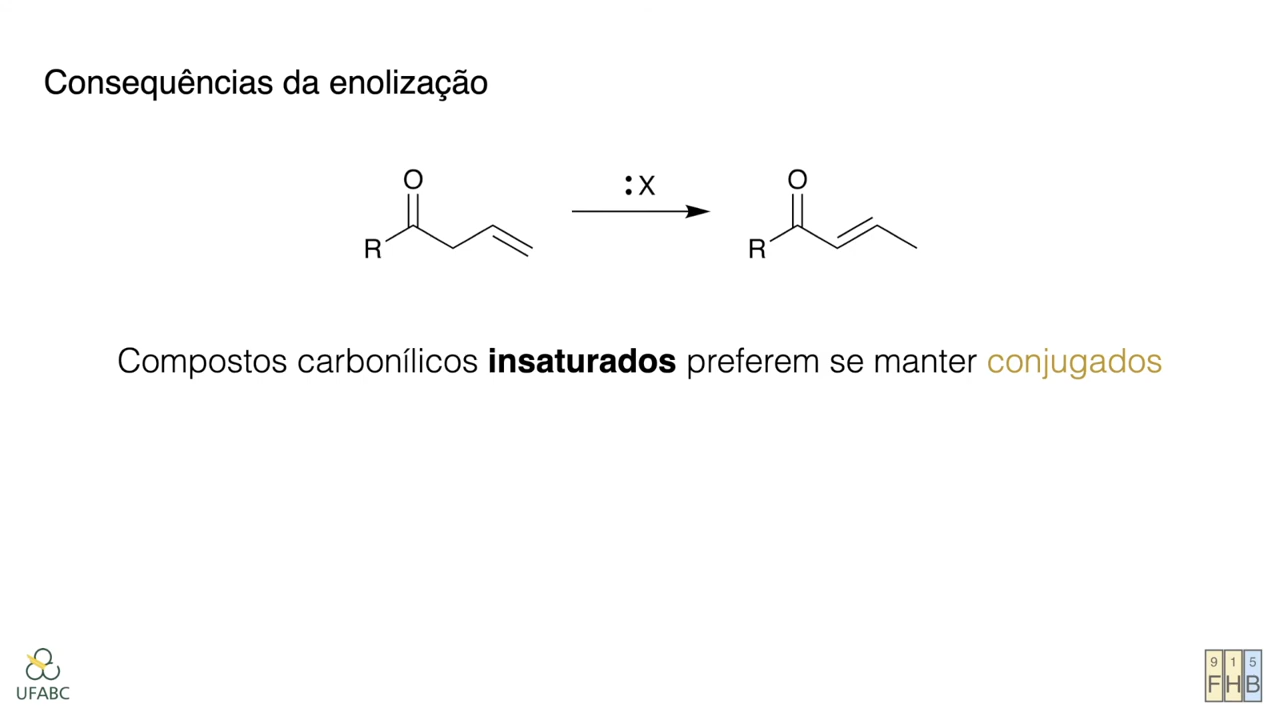 Consequências da enolização
O
:X
O
R
R
Compostos carbonílicos insaturados preferem se manter conjugados
UFABC
9 1 5
F H B